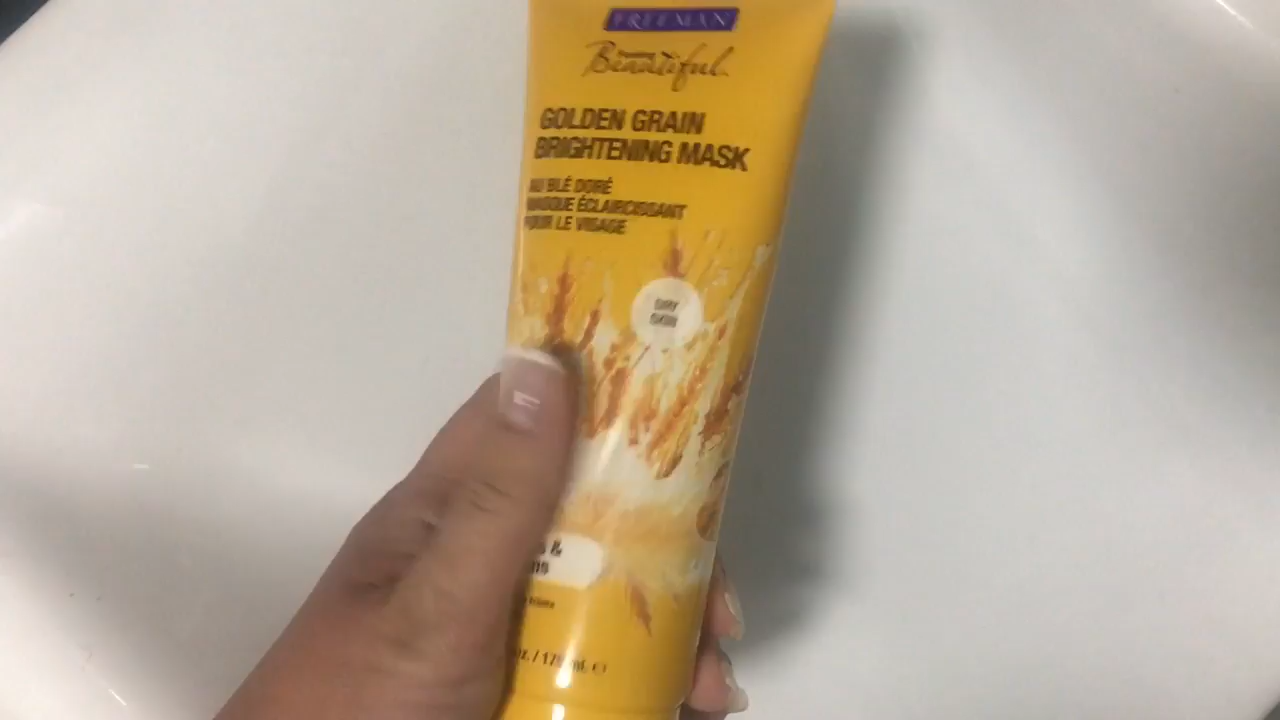 FREEMAN
Beautiful
GOLDEN GRAIN
BRIGHTENING MASK
AU BLÉ DORÉ
MASQUE ÉCLAIRCISSANT
POUR LE VISAGE
DRY
SKIN
&